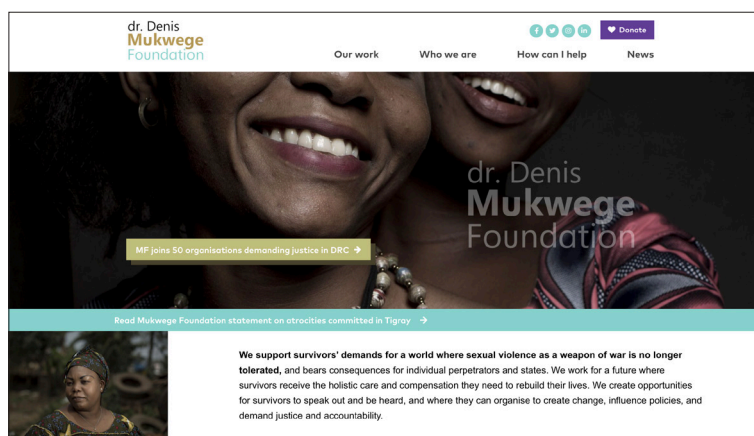 dr. Denis
Mukwege
Foundation
Donate
Our work
Who we are
How can I help
News
dr. Denis
Mukwege
Foundation
MF joins 50 organisations demanding justice in DRC →
Read Mukwege Foundation statement on atrocities committed in Tigray →
We support survivors' demands for a world where sexual violence as a weapon of war is no longer
tolerated, and bears consequences for individual perpetrators and states. We work for a future where
survivors receive the holistic care and compensation they need to rebuild their lives. We create opportunities
for survivors to speak out and be heard, and where they can organise to create change, influence policies, and
demand justice and accountability.